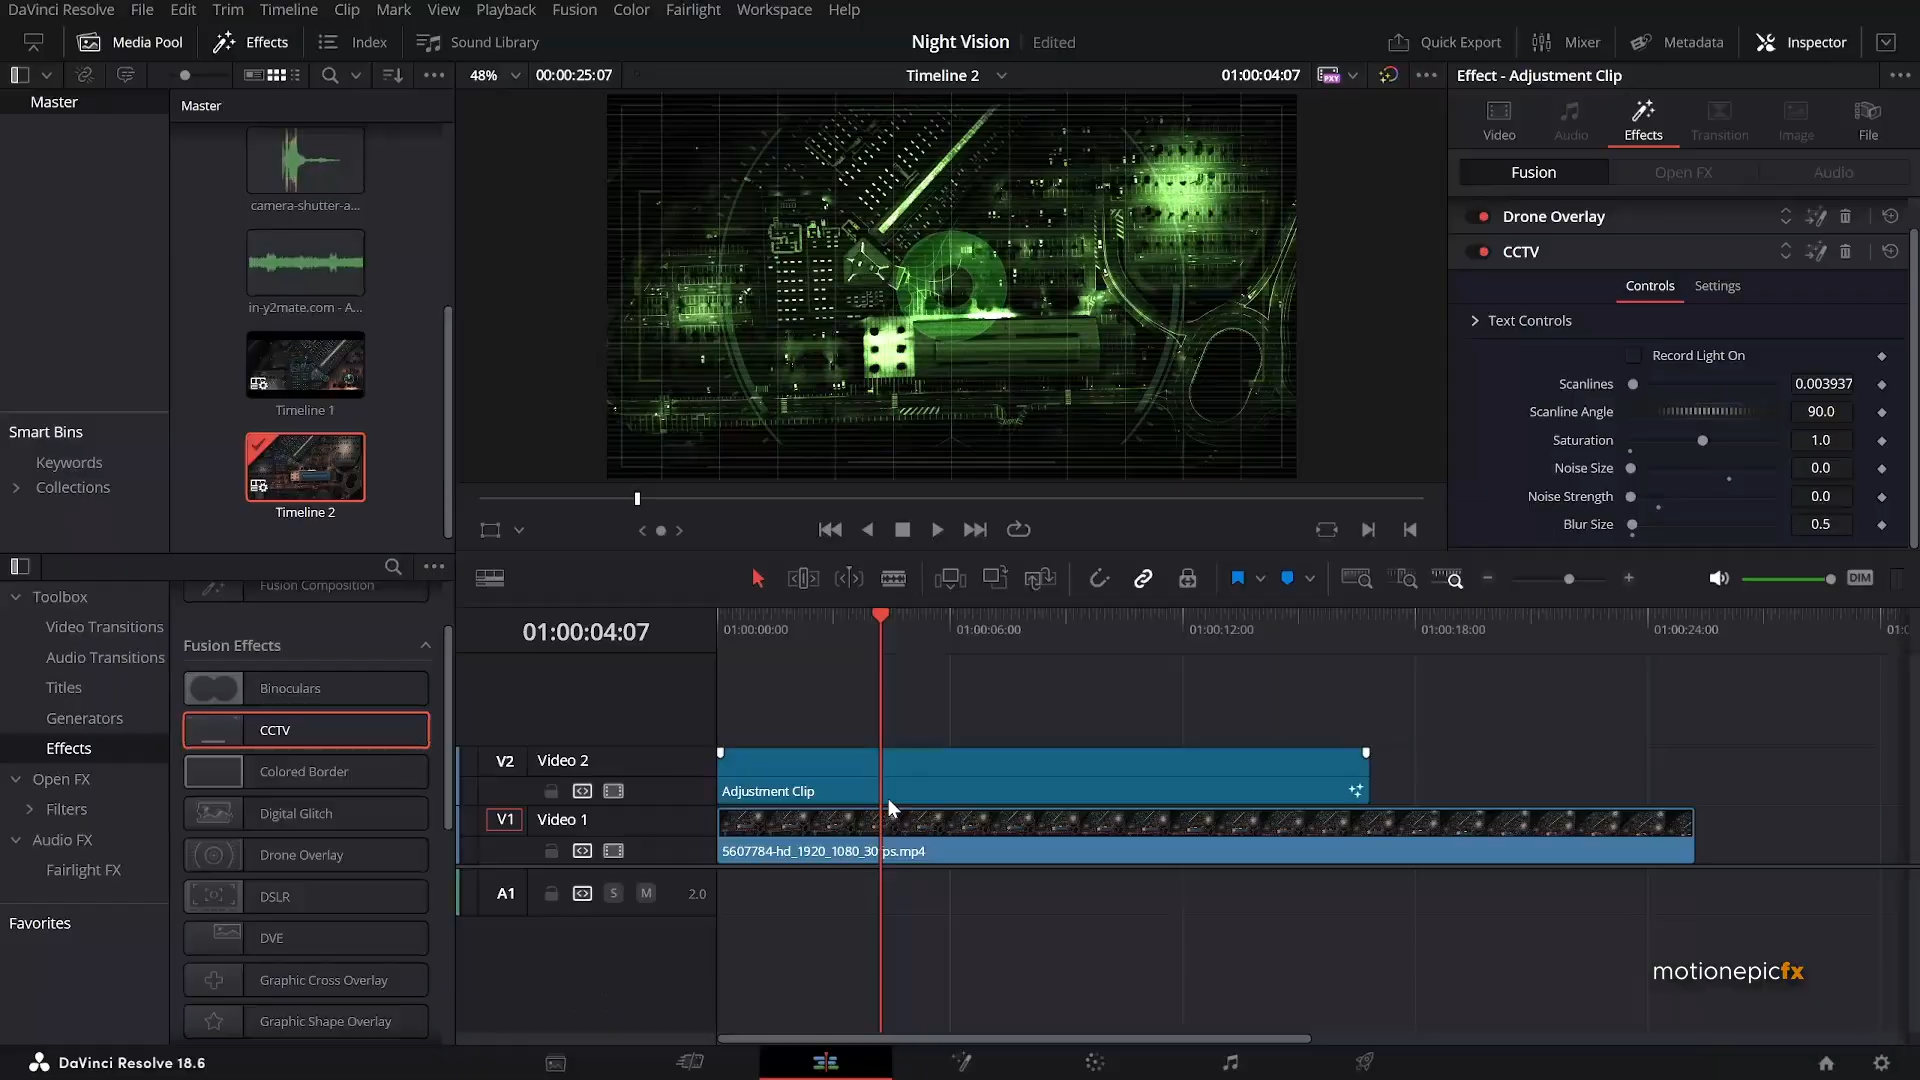 DaVinci Resolve File Edit Trim Timeline Clip Mark View Playback Fusion Color Fairlight Workspace Help
Media Pool Effects Index Sound Library Night Vision Edited Quick Export Mixer Metadata Inspector
48% 00:00:25:07 Timeline 2 01:00:04:07 Effect - Adjustment Clip
Master
Master
camera-shutter-a...
in-y2mate.com - A...
Timeline 1
Timeline 2
Smart Bins
Keywords
Collections
Video Audio Effects Transition Image File
Fusion Open FX Audio
Drone Overlay
CCTV
Controls Settings
Text Controls
Record Light On
Scanlines 0.003937
Scanline Angle 90.0
Saturation 1.0
Noise Size 0.0
Noise Strength 0.0
Blur Size 0.5
DIM
Toolbox
Video Transitions
Audio Transitions
Titles
Generators
Effects
Open FX
Filters
Audio FX
Fairlight FX
Favorites
Fusion Composition
Fusion Effects
Binoculars
CCTV
Colored Border
Digital Glitch
Drone Overlay
DSLR
DVE
Graphic Cross Overlay
Graphic Shape Overlay
01:00:04:07
01:00:00:00 01:00:06:00 01:00:12:00 01:00:18:00 01:00:24:00
V2 Video 2
Adjustment Clip
V1 Video 1
5607784-hd_1920_1080_30 ps.mp4
A1 S M 2.0
motionepicfx
DaVinci Resolve 18.6